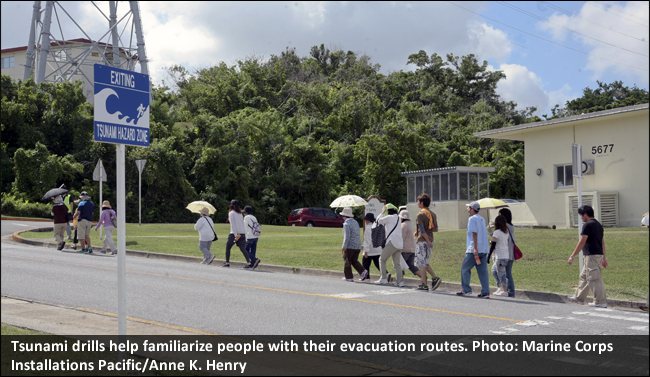 EXITING
TSUNAMI HAZARD ZONE
5677
Tsunami drills help familiarize people with their evacuation routes. Photo: Marine Corps
Installations Pacific/Anne K. Henry